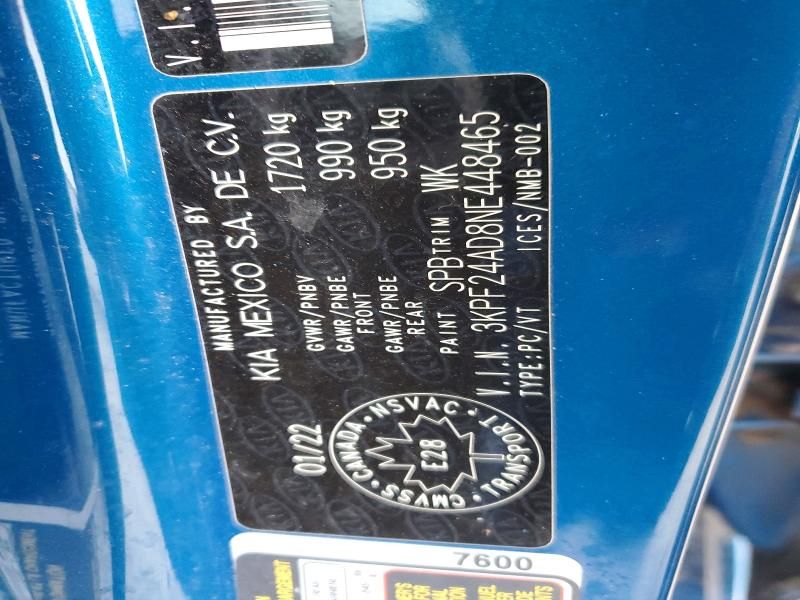 V.I.
MANUFACTURED BY
KIA MEXICO S.A. DE C.V.
01/22
GVWR/PNBV 1720 kg
GAWR/PNBE FRONT 990 kg
GAWR/PNBE REAR 950 kg
PAINT SPB TRIM WK
V.I.N. 3KPF24AD8NE448465
TYPE:PC/VT ICES/NMB-002
CANADA · NSVAC · TRANSPORT · CMVSS
E28
7600